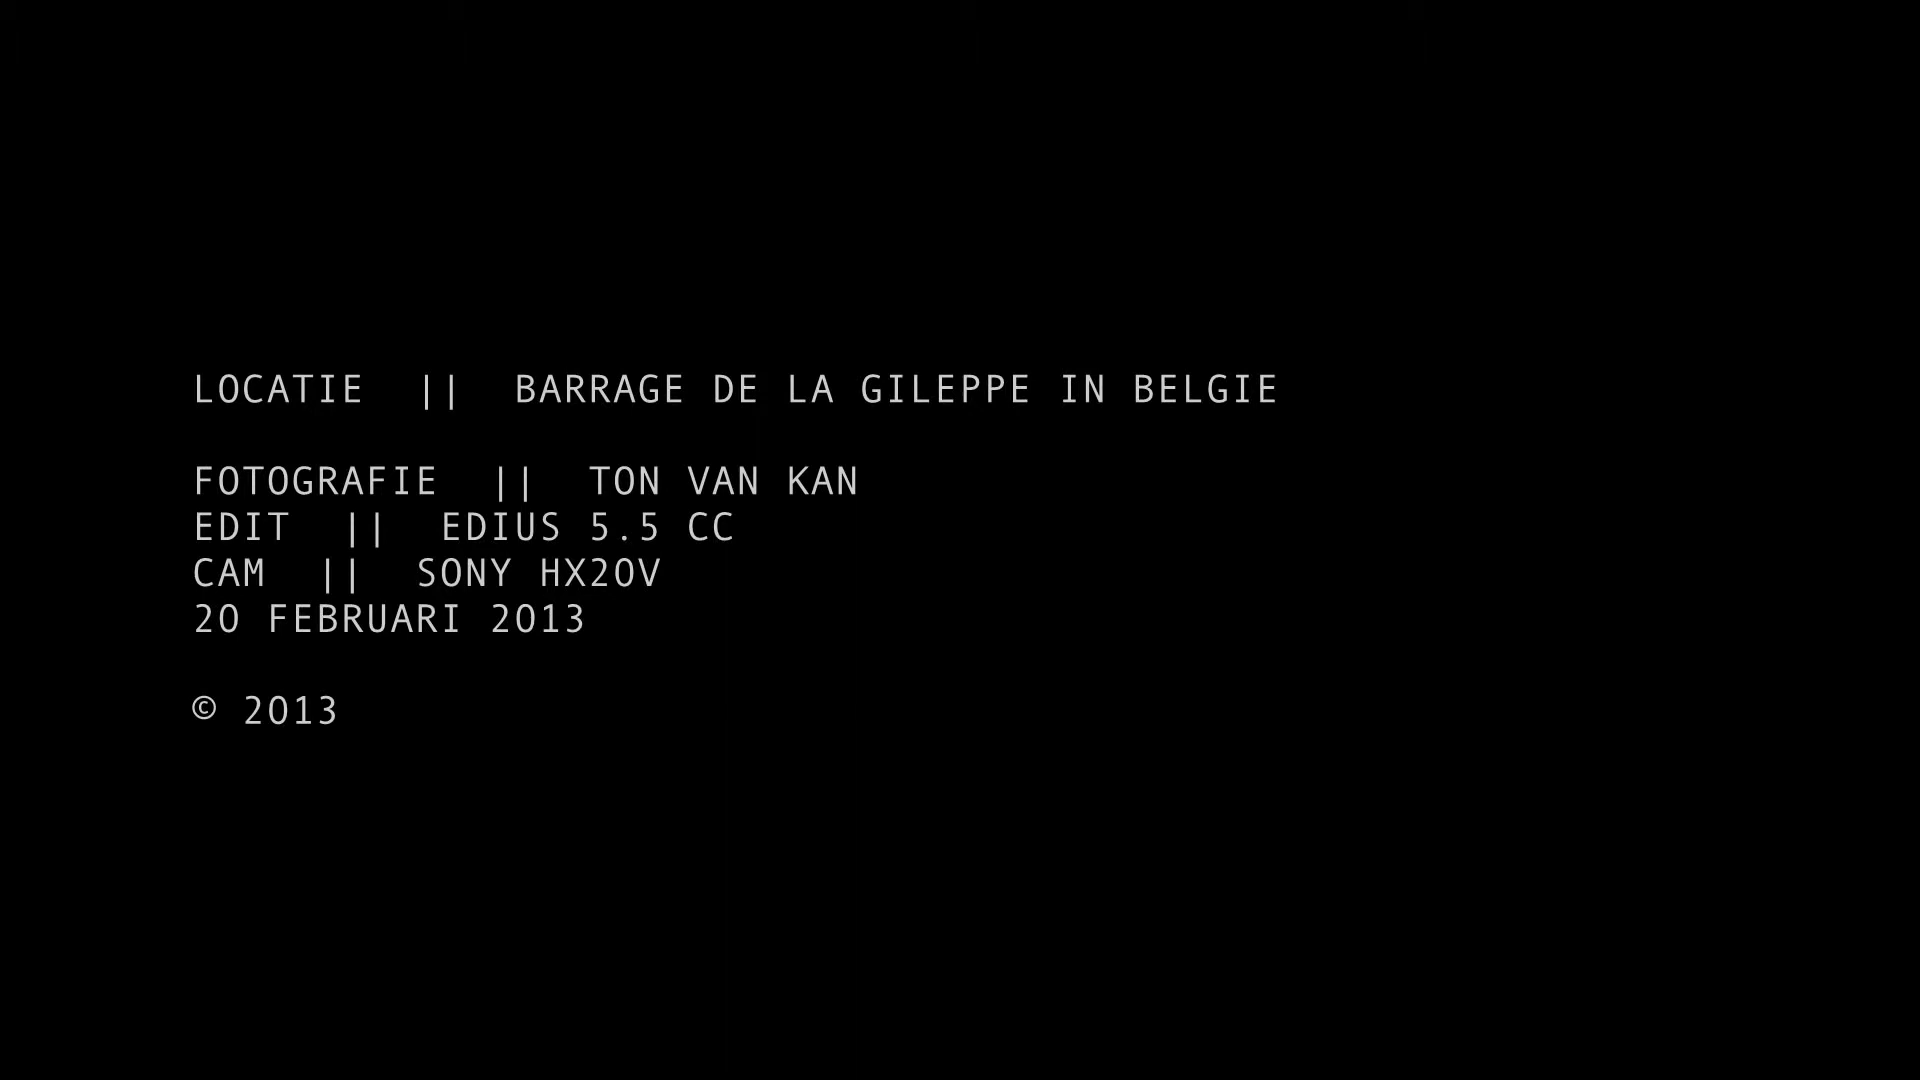 LOCATIE  ||  BARRAGE DE LA GILEPPE IN BELGIE
FOTOGRAFIE  ||  TON VAN KAN
EDIT  ||  EDIUS 5.5 CC
CAM  ||  SONY HX20V
20 FEBRUARI 2013
© 2013